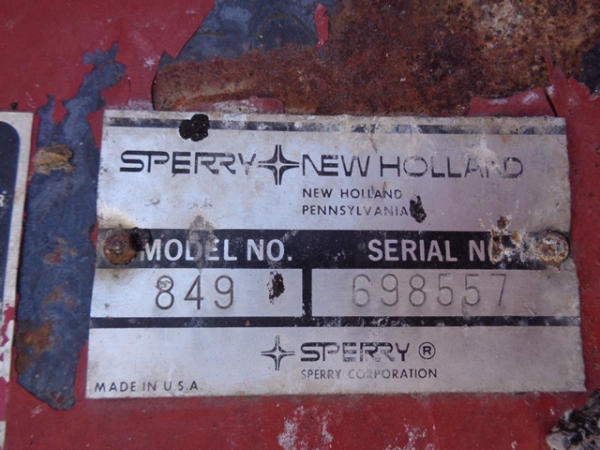 SPERRY NEW HOLLAND
NEW HOLLAND
PENNSYLVANIA
MODEL NO. SERIAL NO.
849 698557
SPERRY ®
SPERRY CORPORATION
MADE IN U.S.A.